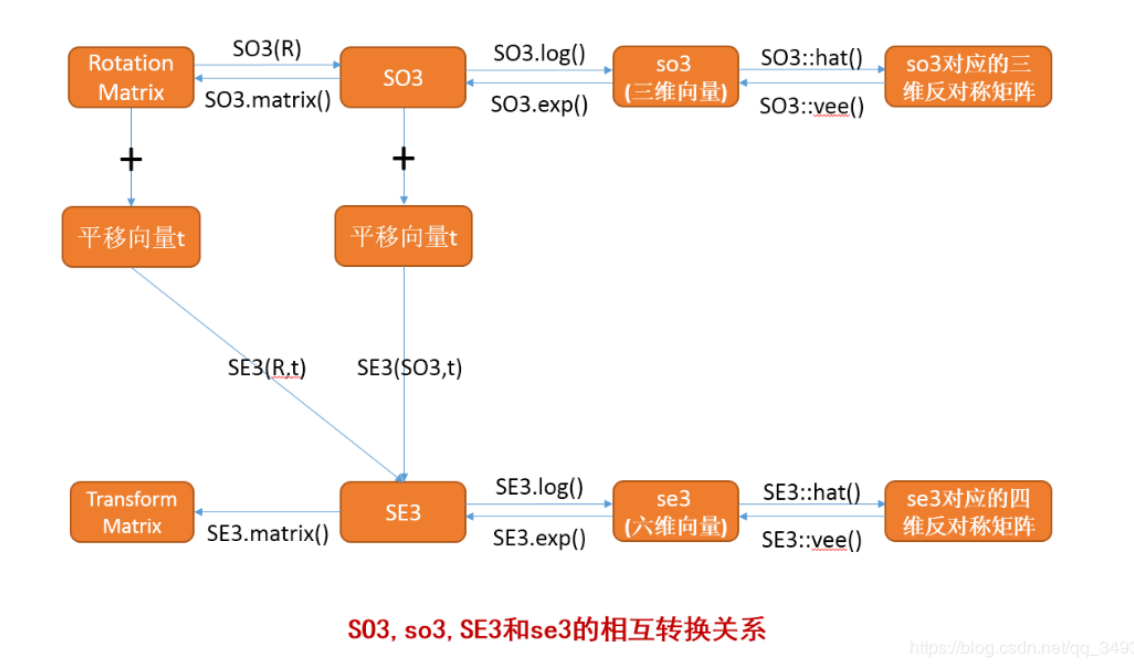 Rotation
Matrix
SO3(R)
SO3.matrix()
SO3
SO3.log()
SO3.exp()
so3
(三维向量)
SO3::hat()
SO3::vee()
so3对应的三
维反对称矩阵
+
+
平移向量t
平移向量t
SE3(R,t)
SE3(SO3,t)
Transform
Matrix
SE3.matrix()
SE3
SE3.log()
SE3.exp()
se3
(六维向量)
SE3::hat()
SE3::vee()
se3对应的四
维反对称矩阵
SO3, so3, SE3和se3的相互转换关系
https://blog.csdn.net/qq_3493